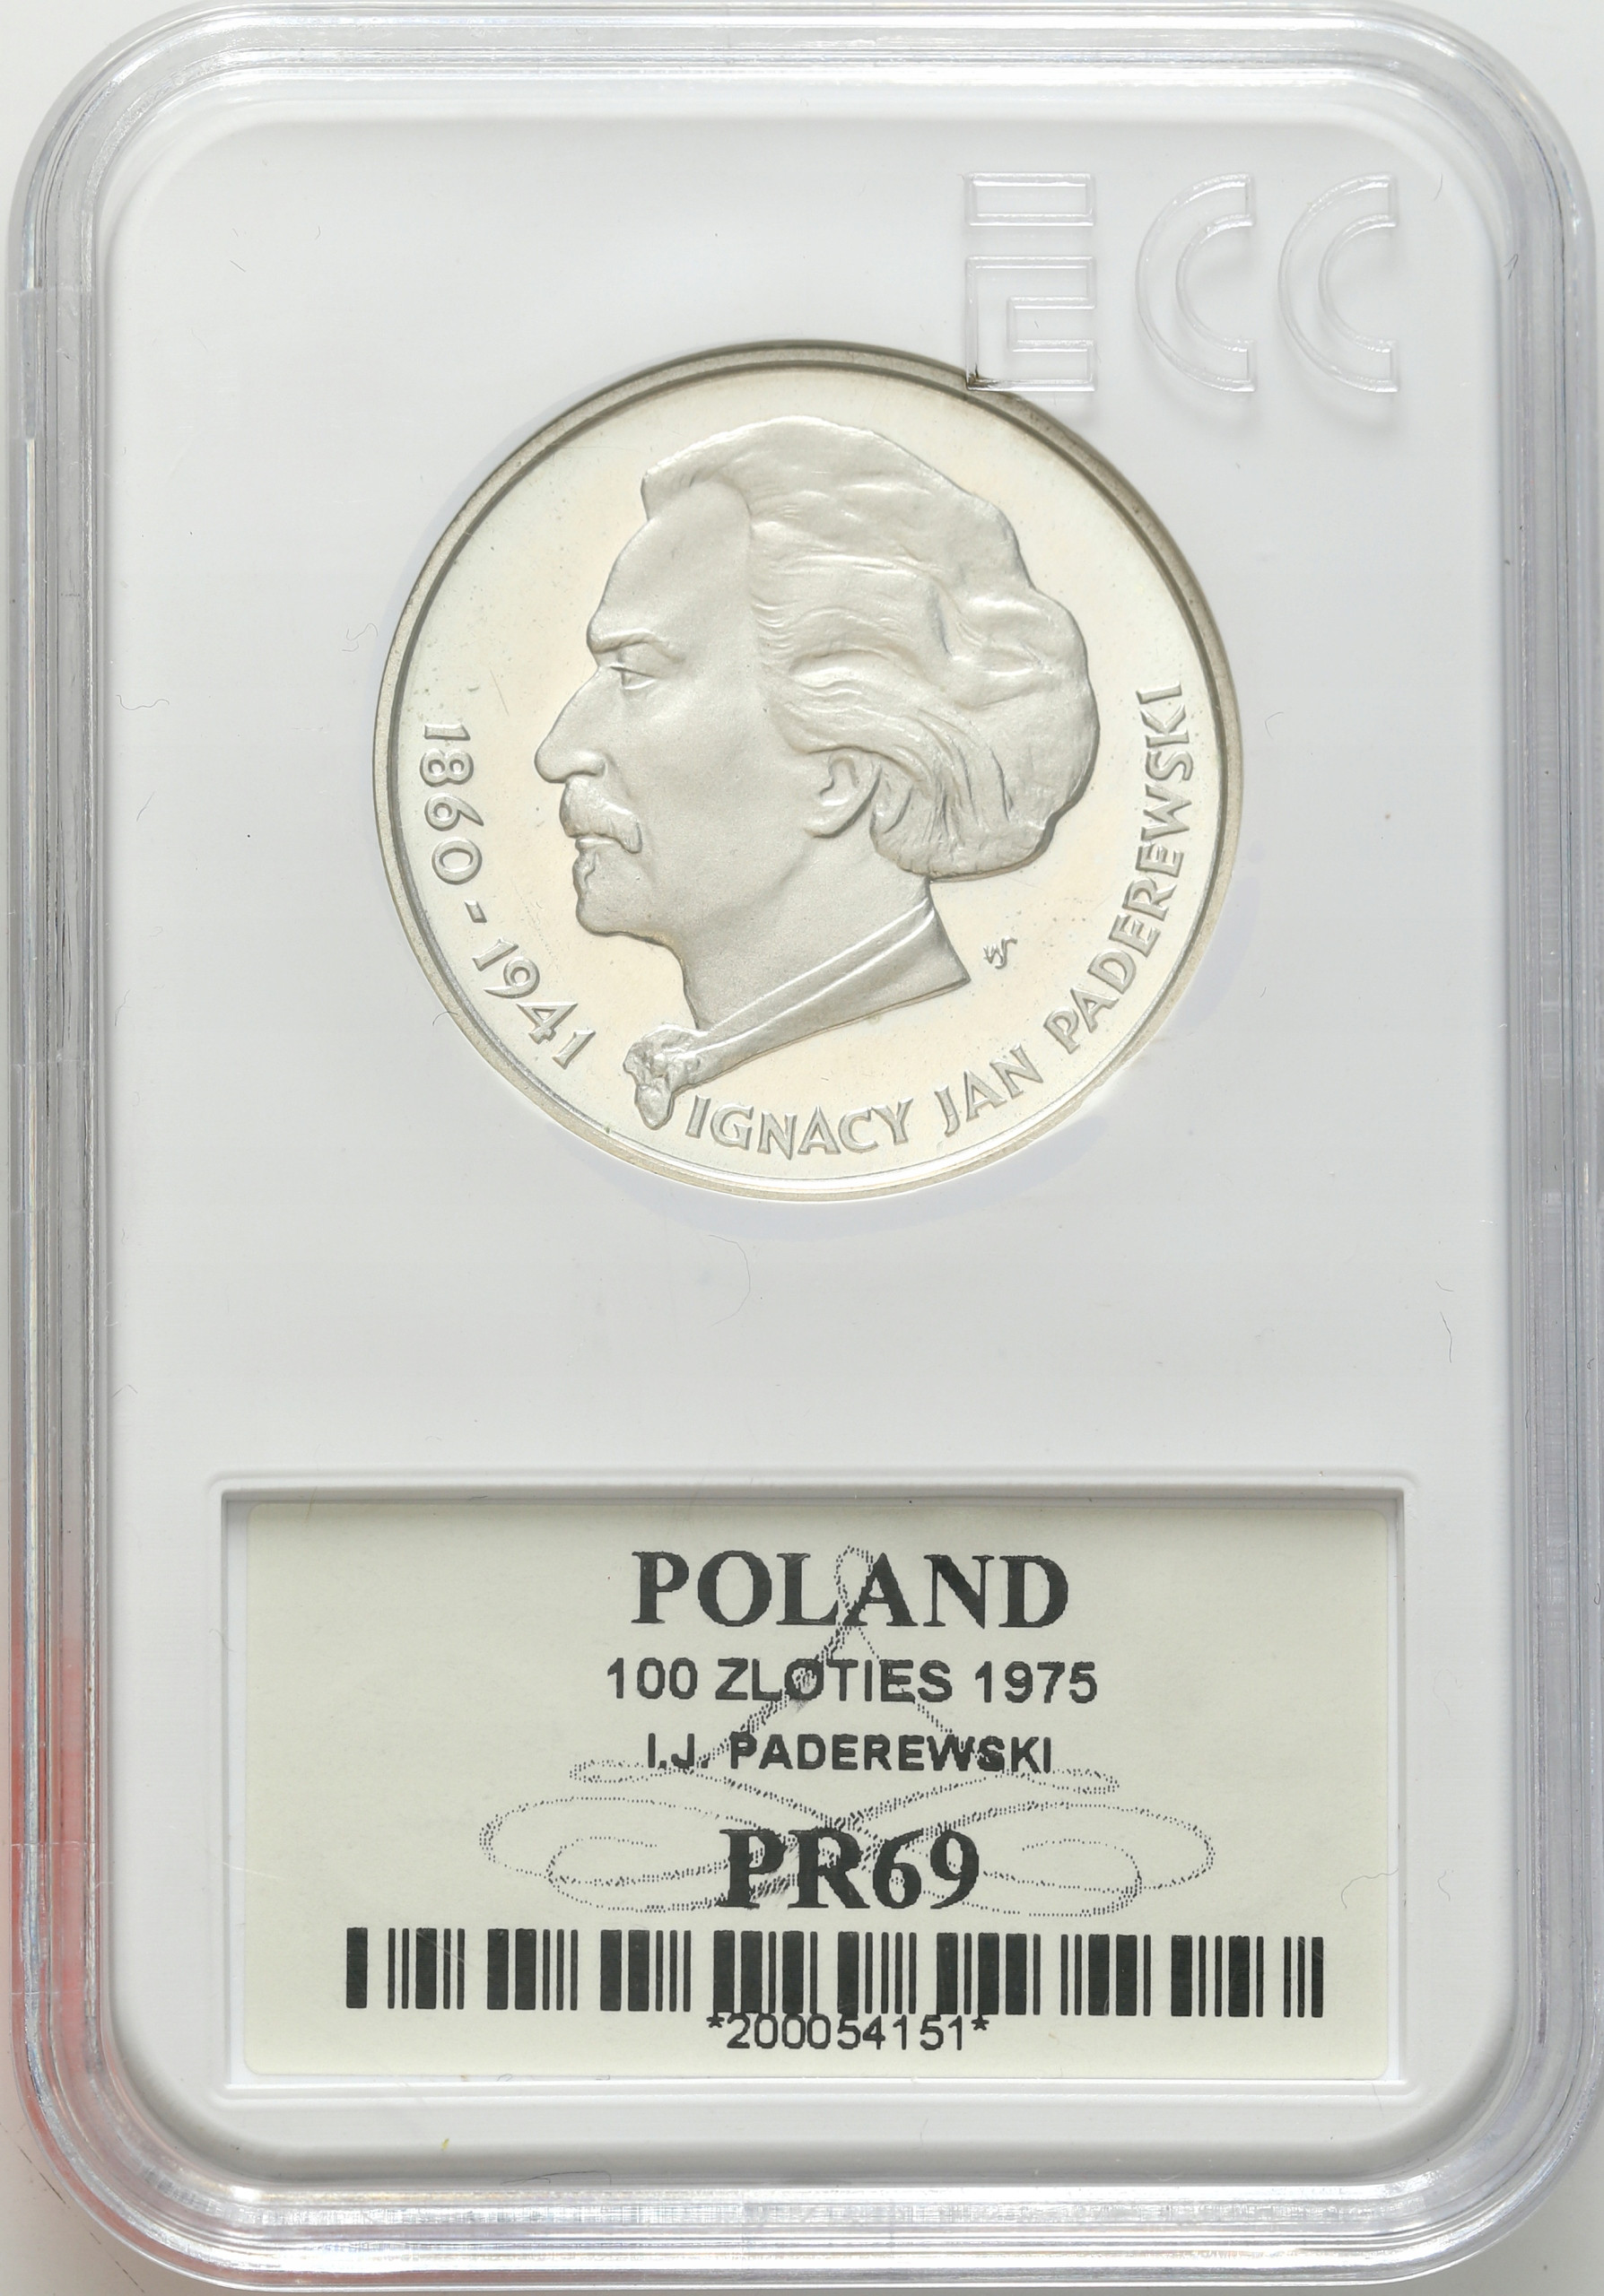 ECC
1860 - 1941
IGNACY JAN PADEREWSKI
POLAND
100 ZLOTIES 1975
I.J. PADEREWSKI
PR69
*200054151*